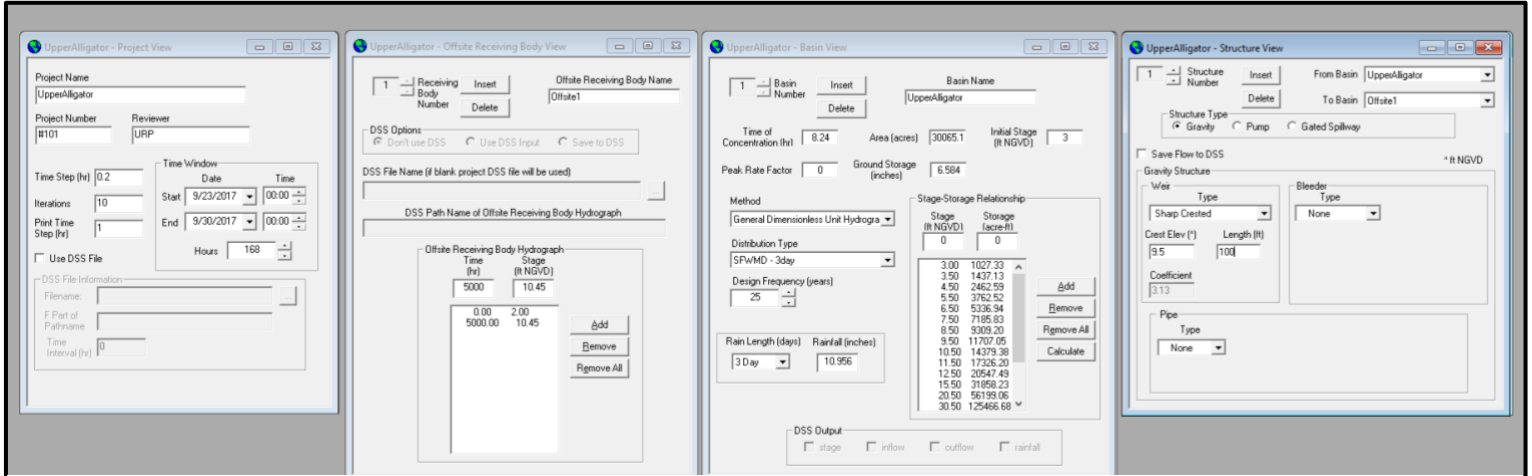 UpperAlligator - Project View
Project Name
UpperAlligator
Project Number Reviewer
#101 URP
Time Window
Date Time
Time Step (hr) 0.2
Start 9/23/2017 00:00
Iterations 10
End 9/30/2017 00:00
Print Time
Step (hr) 1
Hours 168
Use DSS File
DSS File Information
Filename: ...
F Part of
Pathname
Time
Interval (hr) 0
UpperAlligator - Offsite Receiving Body View
1 Receiving
Body
Number
Insert
Delete
Offsite Receiving Body Name
Offsite1
DSS Options
Don't use DSS Use DSS Input Save to DSS
DSS File Name (if blank project DSS file will be used)
...
DSS Path Name of Offsite Receiving Body Hydrograph
Offsite Receiving Body Hydrograph
Time Stage
(hr) (ft NGVD)
5000 10.45
0.00 2.00
5000.00 10.45
Add
Remove
Remove All
UpperAlligator - Basin View
1 Basin
Number
Insert
Delete
Basin Name
UpperAlligator
Time of
Concentration (hr) 8.24
Area (acres) 30065.1
Initial Stage
(ft NGVD) 3
Peak Rate Factor 0
Ground Storage
(inches) 6.584
Method
General Dimensionless Unit Hydrogra
Distribution Type
SFWMD - 3day
Design Frequency (years)
25
Rain Length (days) Rainfall (inches)
3 Day 10.956
Stage-Storage Relationship
Stage Storage
(ft NGVD) (acre-ft)
0 0
3.00 1027.33
3.50 1437.13
4.50 2462.59
5.50 3762.52
6.50 5336.94
7.50 7185.83
8.50 9309.20
9.50 11707.05
10.50 14379.38
11.50 17326.20
12.50 20547.49
15.50 31858.23
20.50 56199.06
30.50 125466.68
Add
Remove
Remove All
Calculate
DSS Output
stage inflow outflow rainfall
UpperAlligator - Structure View
1 Structure
Number
Insert
Delete
From Basin UpperAlligator
To Basin Offsite1
Structure Type
Gravity Pump Gated Spillway
Save Flow to DSS
* ft NGVD
Gravity Structure
Weir
Type
Sharp Crested
Crest Elev (*) Length (ft)
9.5 100
Coefficient
3.13
Bleeder
Type
None
Pipe
Type
None